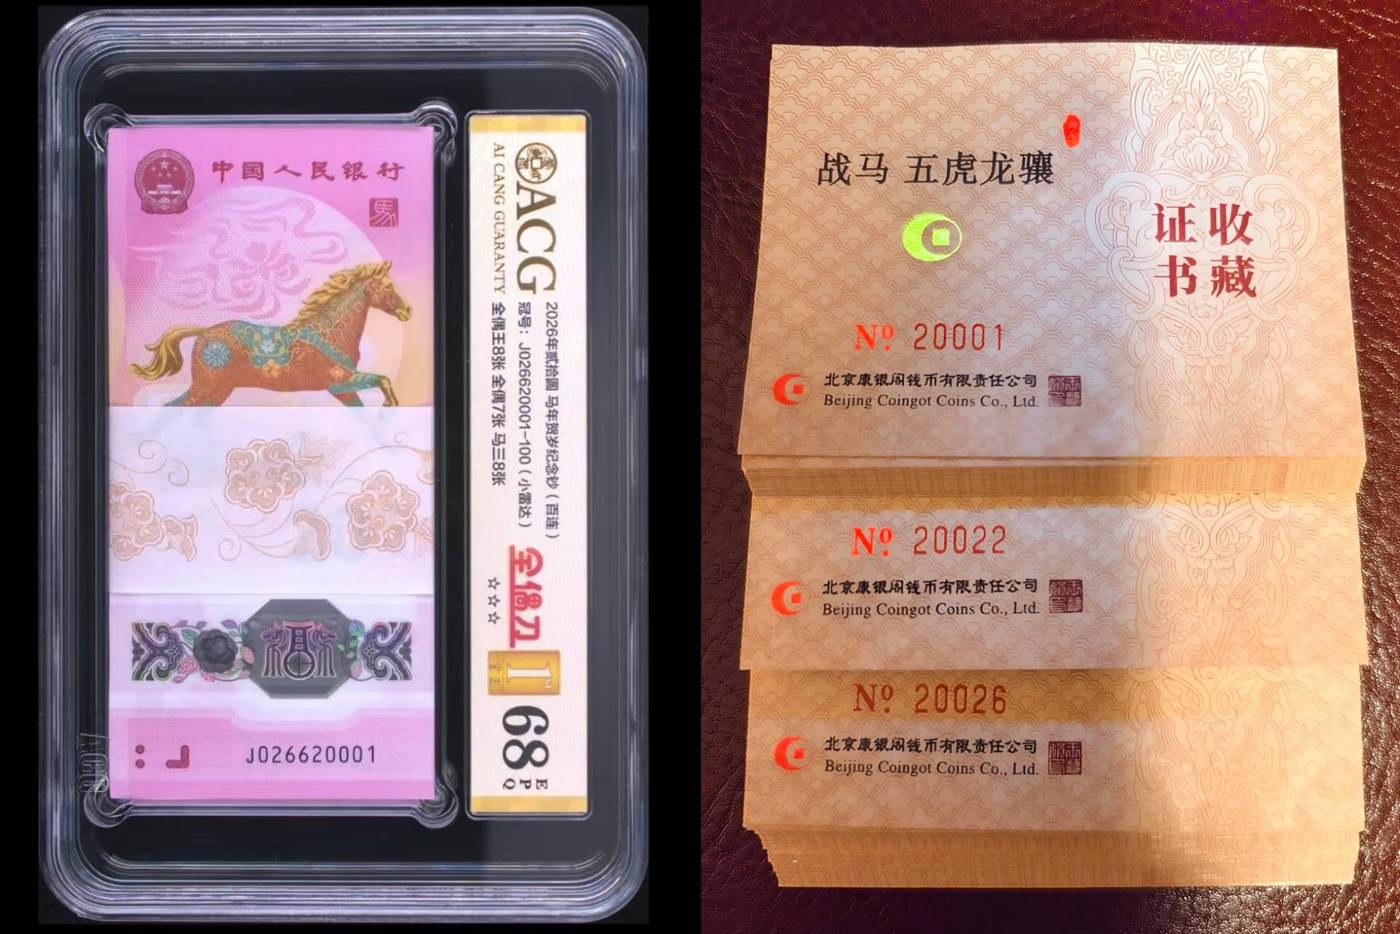 中国人民银行
馬
J026620001
ACG
AI CANG GUARANTY
2026年贰拾圆 马年贺岁纪念钞（百连）
冠号：J026620001-100（小雷达）
全偶王8张 全偶7张 马三8张
全偶刀
☆☆☆
68 EPQ
ACG
战马 五虎龙骧
收藏证书
№ 20001
北京康银阁钱币有限责任公司
Beijing Coingot Coins Co., Ltd.
№ 20022
北京康银阁钱币有限责任公司
Beijing Coingot Coins Co., Ltd.
№ 20026
北京康银阁钱币有限责任公司
Beijing Coingot Coins Co., Ltd.